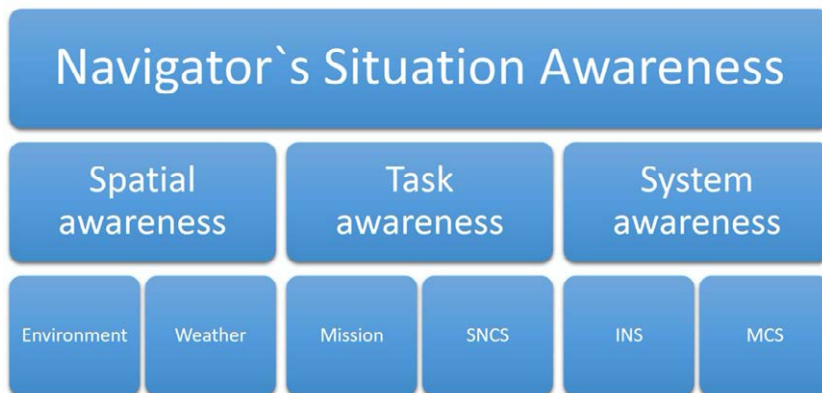 Navigator`s Situation Awareness
Spatial
awareness
Task
awareness
System
awareness
Environment
Weather
Mission
SNCS
INS
MCS